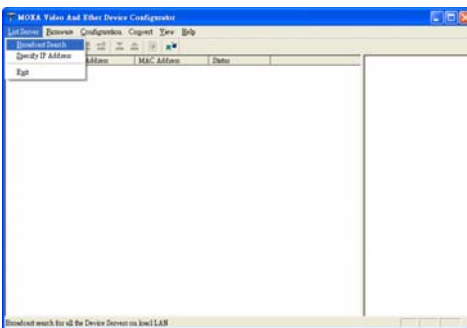 MOXA Video And Ether Device Configurator
List Server Firmware Configuration Convert View Help
Broadcast Search
Specify IP Address
Exit
Address MAC Address Status
Broadcast search for all the Device Servers on local LAN